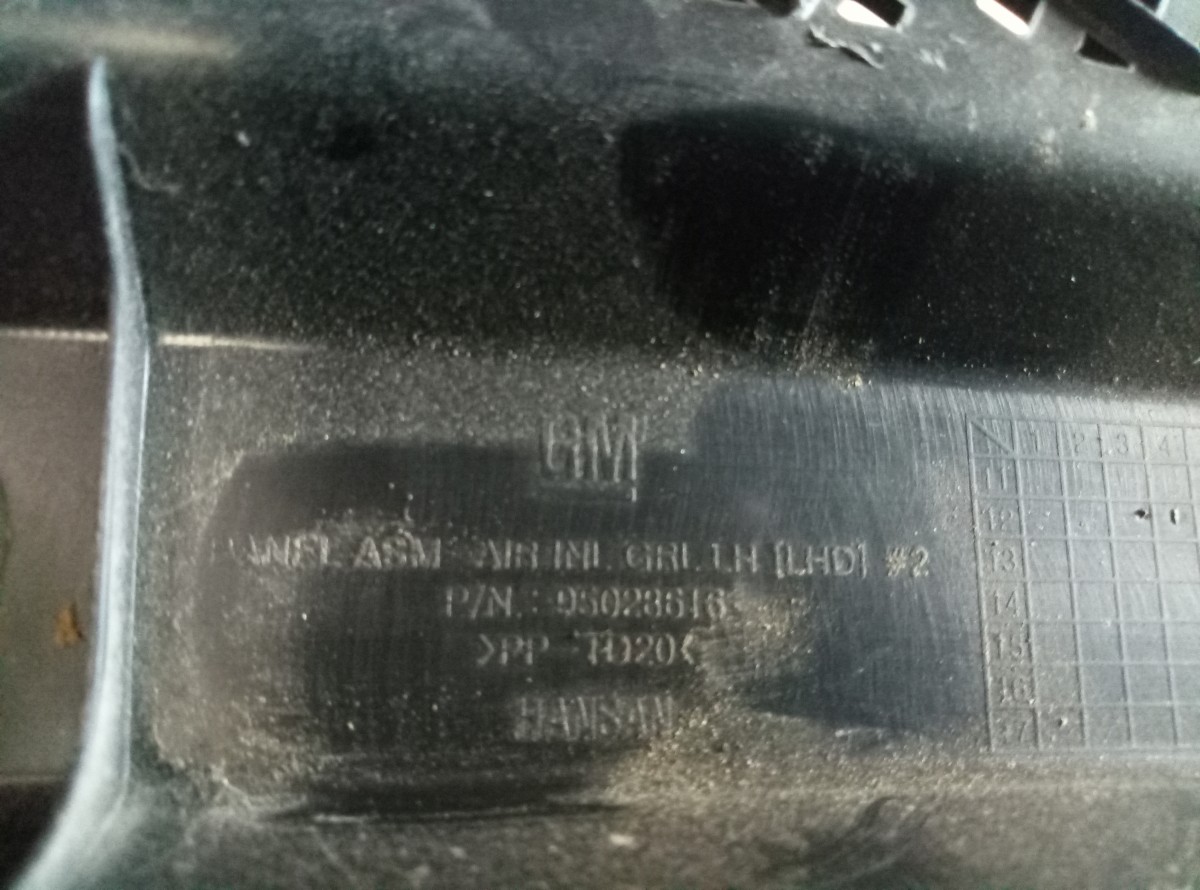 GM
PANEL ASM-AIR INL GRL LH [LHD] #2
P/N. : 95023616
>PP-TD20<
HANSAN
1 2 3 4
11
12
13
14
15
16
17